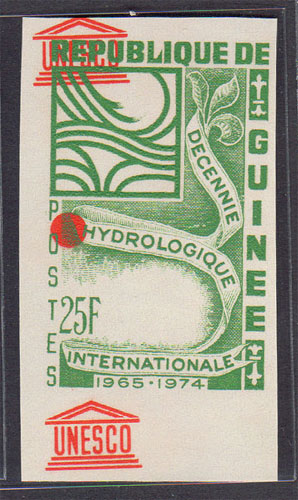 UNESCO
REPUBLIQUE DE
GUINEE
DECENNIE
HYDROLOGIQUE
INTERNATIONALE
POSTES
25F
1965·1974
UNESCO